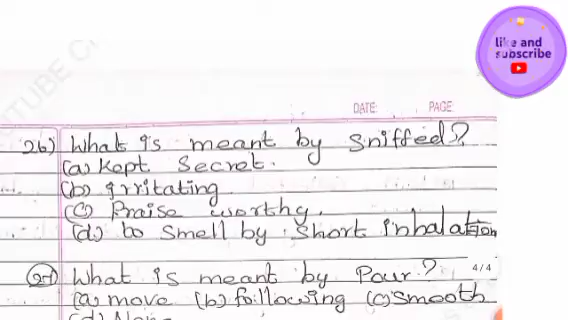 like and
subscribe
DATE: PAGE
26) What is meant by sniffed?
(a) Kept Secret.
(b) irritating
(c) Praise worthy.
(d) to smell by short inhalation
27) What is meant by Pour?
4/4
(a) move (b) following (c) smooth
(d) None